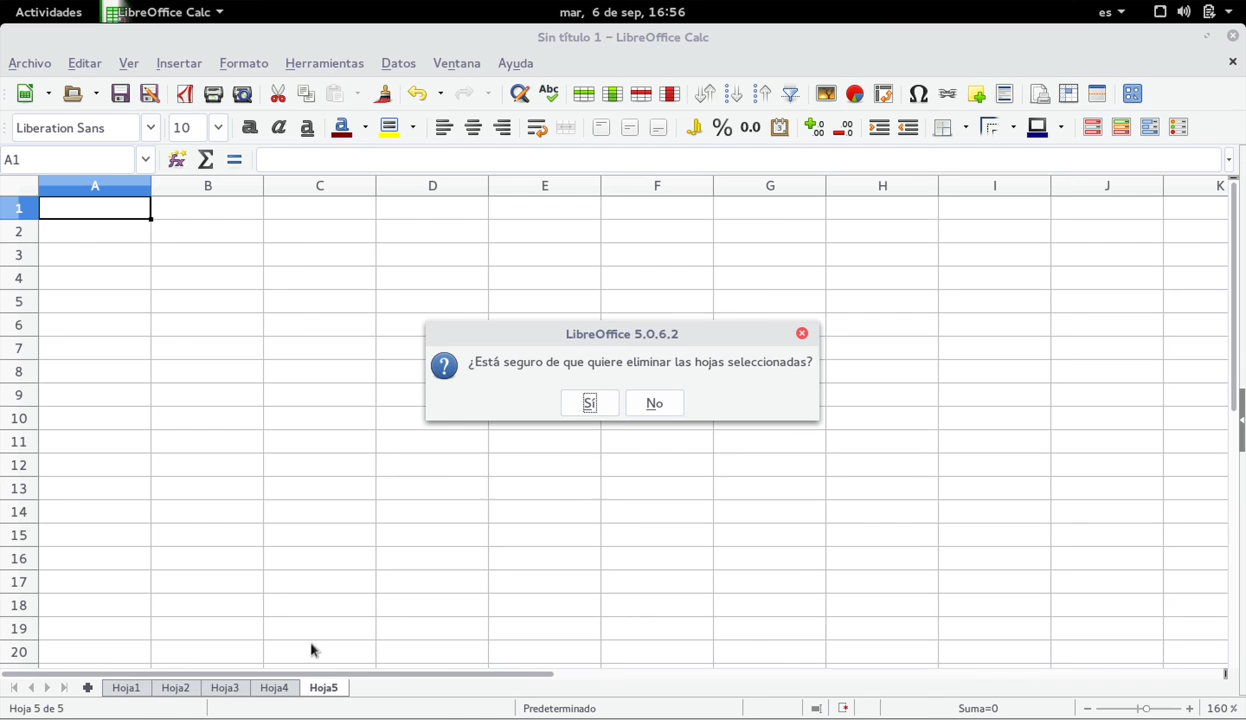 Actividades LibreOffice Calc mar, 6 de sep, 16:56 es
Sin título 1 – LibreOffice Calc
Archivo Editar Ver Insertar Formato Herramientas Datos Ventana Ayuda
Abc
Liberation Sans 10 a a a a % 0.0
A1 fx Σ =
A B C D E F G H I J K
1
2
3
4
5
6
7
8
9
10
11
12
13
14
15
16
17
18
19
20
LibreOffice 5.0.6.2
¿Está seguro de que quiere eliminar las hojas seleccionadas?
Sí No
Hoja1 Hoja2 Hoja3 Hoja4 Hoja5
Hoja 5 de 5 Predeterminado Suma=0 160 %